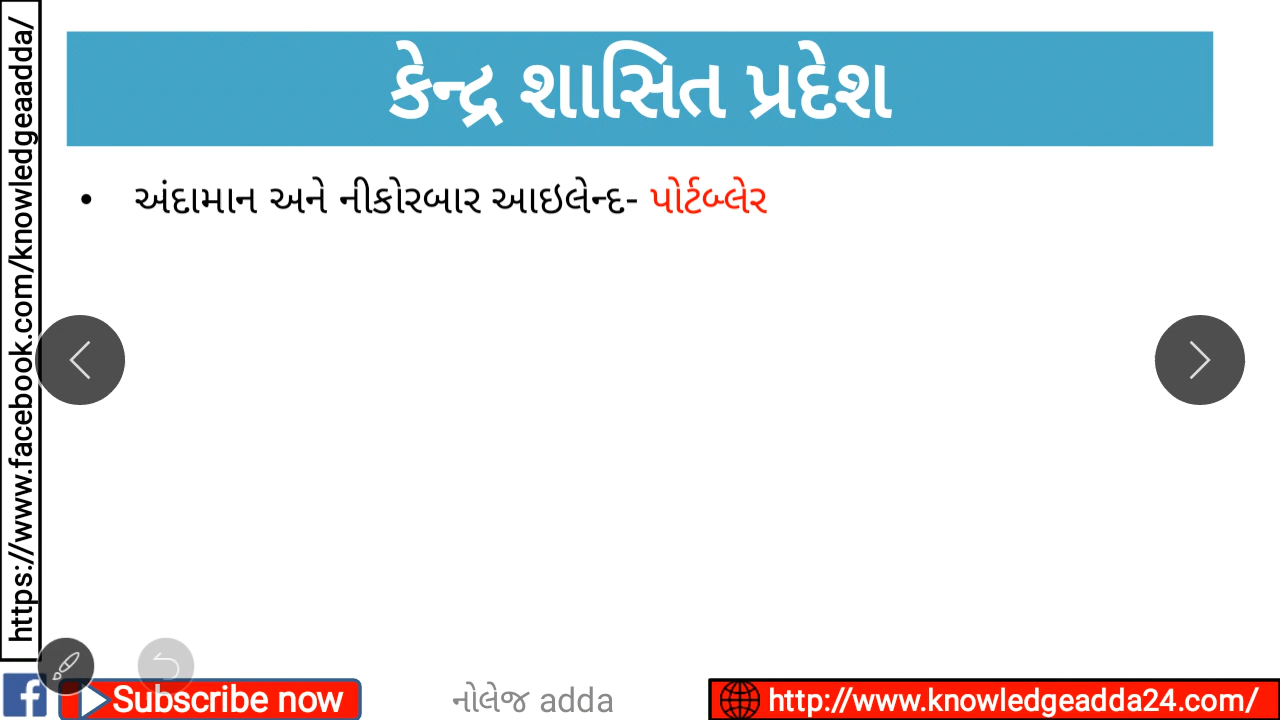 કેન્દ્ર શાસિત પ્રદેશ
• અંદામાન અને નીકોરબાર આઇલેન્દ- પોર્ટબ્લેર
https://www.facebook.com/knowledgeaadda/
Subscribe now
નોલેજ adda
http://www.knowledgeadda24.com/